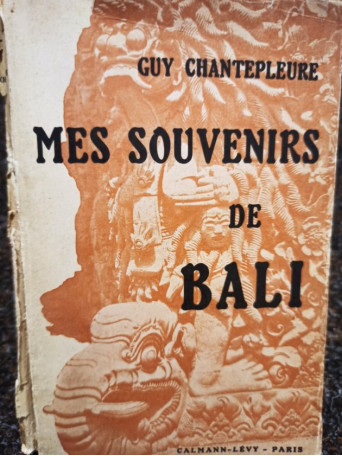 GUY CHANTEPLEURE
MES SOUVENIRS
DE
BALI
CALMANN-LÉVY - PARIS